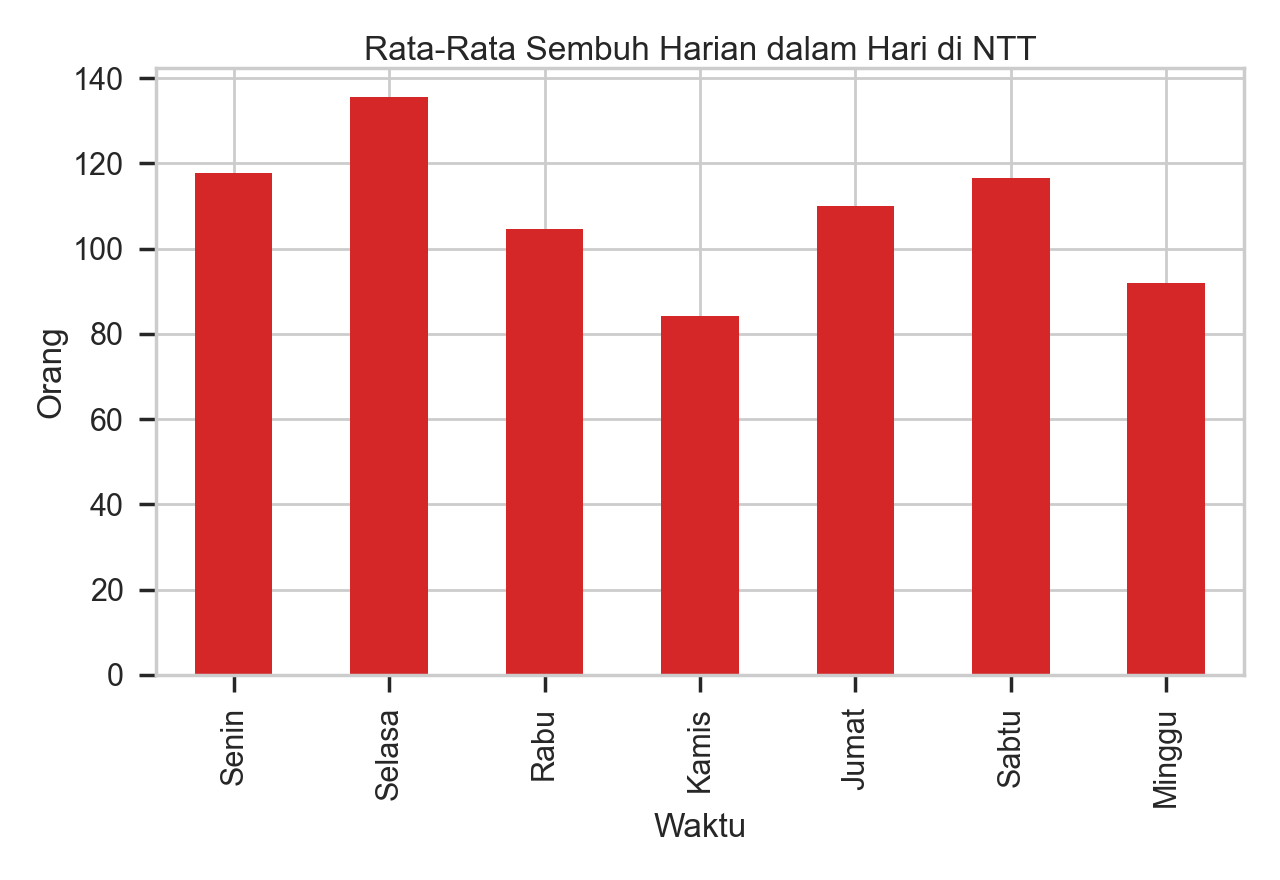 Rata-Rata Sembuh Harian dalam Hari di NTT
140
120
100
80
60
40
20
0
Orang
Senin
Selasa
Rabu
Kamis
Jumat
Sabtu
Minggu
Waktu